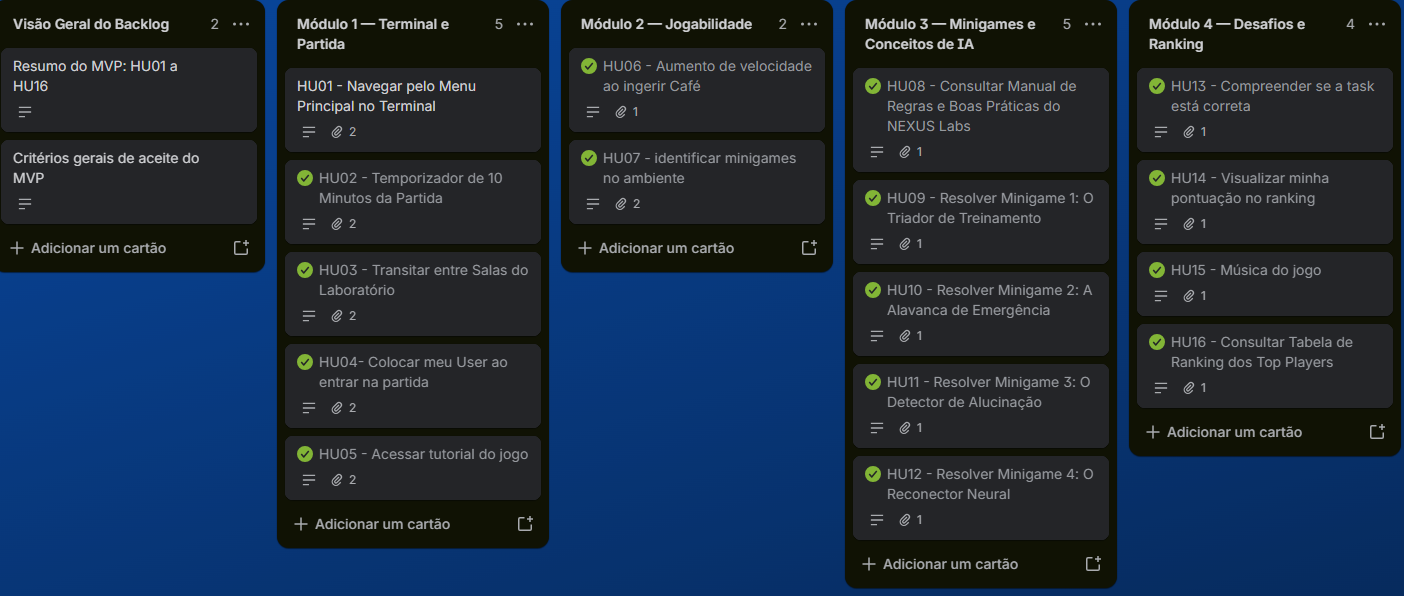 Visão Geral do Backlog 2
Resumo do MVP: HU01 a
HU16
Critérios gerais de aceite do
MVP
Adicionar um cartão
Módulo 1 — Terminal e
Partida
5
HU01 - Navegar pelo Menu
Principal no Terminal
2
HU02 - Temporizador de 10
Minutos da Partida
2
HU03 - Transitar entre Salas do
Laboratório
2
HU04- Colocar meu User ao
entrar na partida
2
HU05 - Acessar tutorial do jogo
2
Adicionar um cartão
Módulo 2 — Jogabilidade 2
HU06 - Aumento de velocidade
ao ingerir Café
1
HU07 - identificar minigames
no ambiente
2
Adicionar um cartão
Módulo 3 — Minigames e
Conceitos de IA
5
HU08 - Consultar Manual de
Regras e Boas Práticas do
NEXUS Labs
1
HU09 - Resolver Minigame 1: O
Triador de Treinamento
1
HU10 - Resolver Minigame 2: A
Alavanca de Emergência
1
HU11 - Resolver Minigame 3: O
Detector de Alucinação
1
HU12 - Resolver Minigame 4: O
Reconector Neural
1
Adicionar um cartão
Módulo 4 — Desafios e
Ranking
4
HU13 - Compreender se a task
está correta
1
HU14 - Visualizar minha
pontuação no ranking
1
HU15 - Música do jogo
1
HU16 - Consultar Tabela de
Ranking dos Top Players
1
Adicionar um cartão